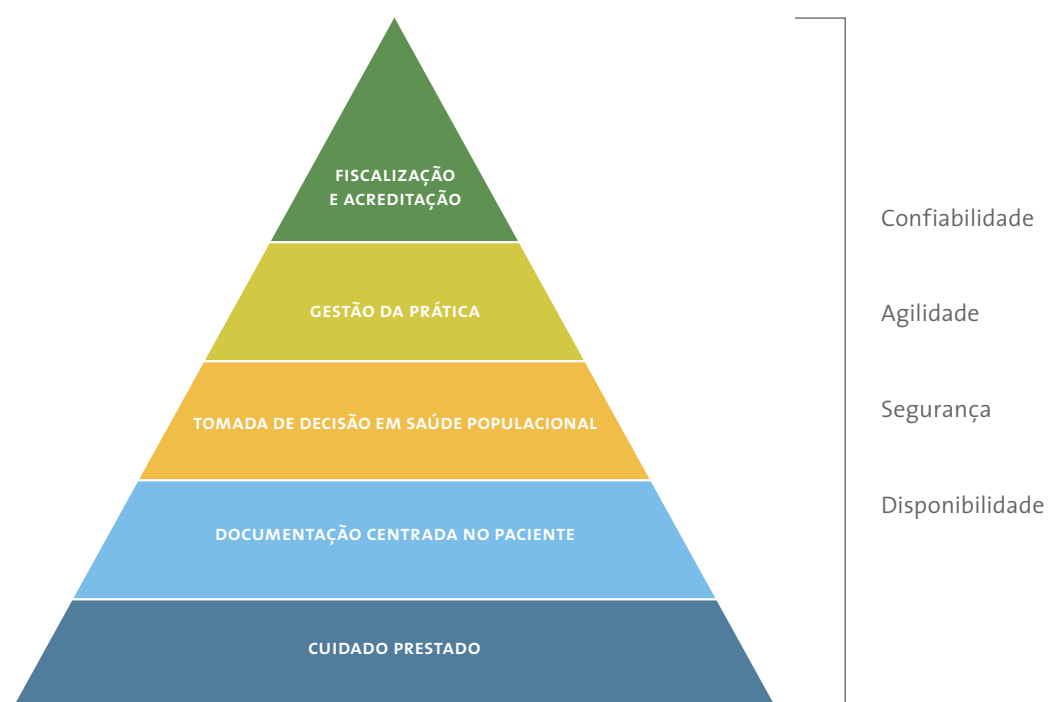 FISCALIZAÇÃO
E ACREDITAÇÃO
GESTÃO DA PRÁTICA
TOMADA DE DECISÃO EM SAÚDE POPULACIONAL
DOCUMENTAÇÃO CENTRADA NO PACIENTE
CUIDADO PRESTADO
Confiabilidade
Agilidade
Segurança
Disponibilidade